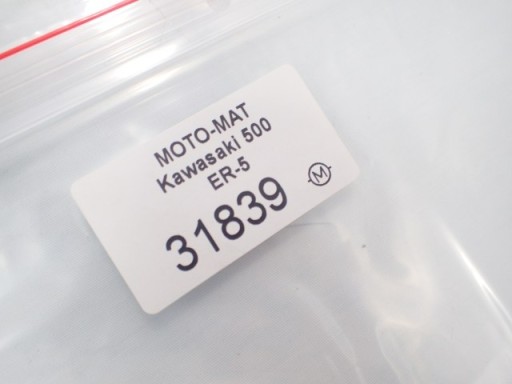 MOTO-MAT
Kawasaki 500
ER-5
31839
M